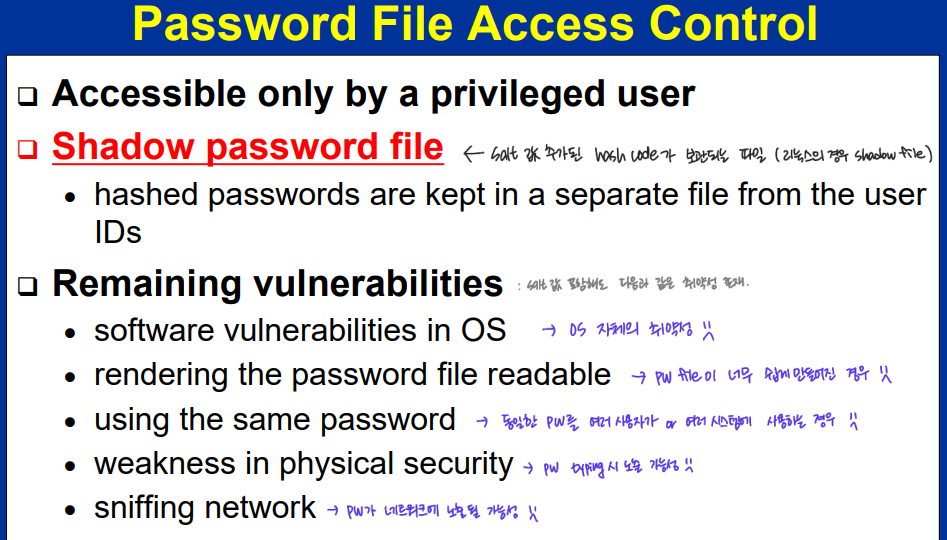 Password File Access Control
❑ Accessible only by a privileged user
❑ Shadow password file ← salt 값 추가된 hash code가 보관되는 파일 (리눅스의 경우 shadow file)
• hashed passwords are kept in a separate file from the user
IDs
❑ Remaining vulnerabilities : salt 값 포함해도 다음과 같은 취약성 존재.
• software vulnerabilities in OS → OS 자체의 취약성
• rendering the password file readable → PW file이 너무 쉽게 만들어진 경우
• using the same password → 동일한 PW를 여러 사용자가 or 여러 시스템에 사용하는 경우
• weakness in physical security → PW typing시 노출 가능성
• sniffing network → PW가 네트워크에 노출될 가능성